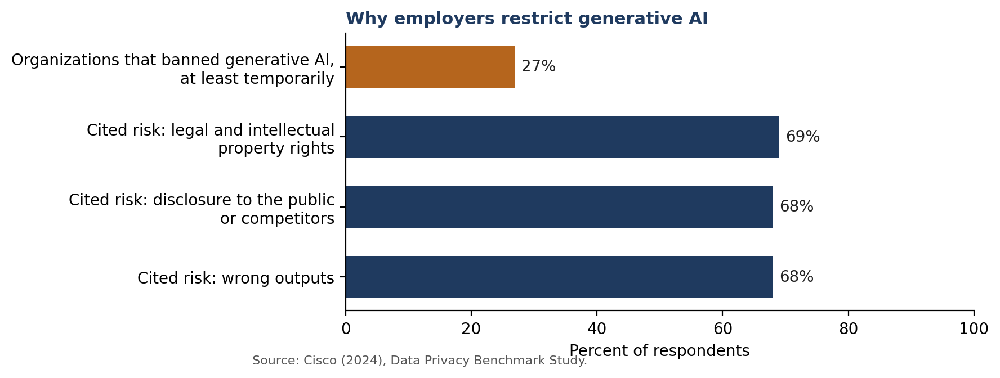 Why employers restrict generative AI
Organizations that banned generative AI,
at least temporarily
27%
Cited risk: legal and intellectual
property rights
69%
Cited risk: disclosure to the public
or competitors
68%
Cited risk: wrong outputs
68%
0 20 40 60 80 100
Percent of respondents
Source: Cisco (2024), Data Privacy Benchmark Study.